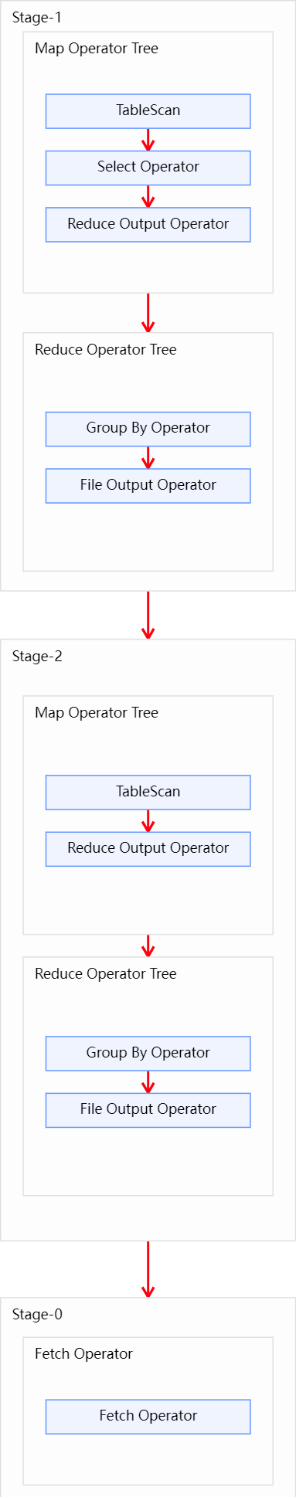 Stage-1
Map Operator Tree
TableScan
Select Operator
Reduce Output Operator
Reduce Operator Tree
Group By Operator
File Output Operator
Stage-2
Map Operator Tree
TableScan
Reduce Output Operator
Reduce Operator Tree
Group By Operator
File Output Operator
Stage-0
Fetch Operator
Fetch Operator